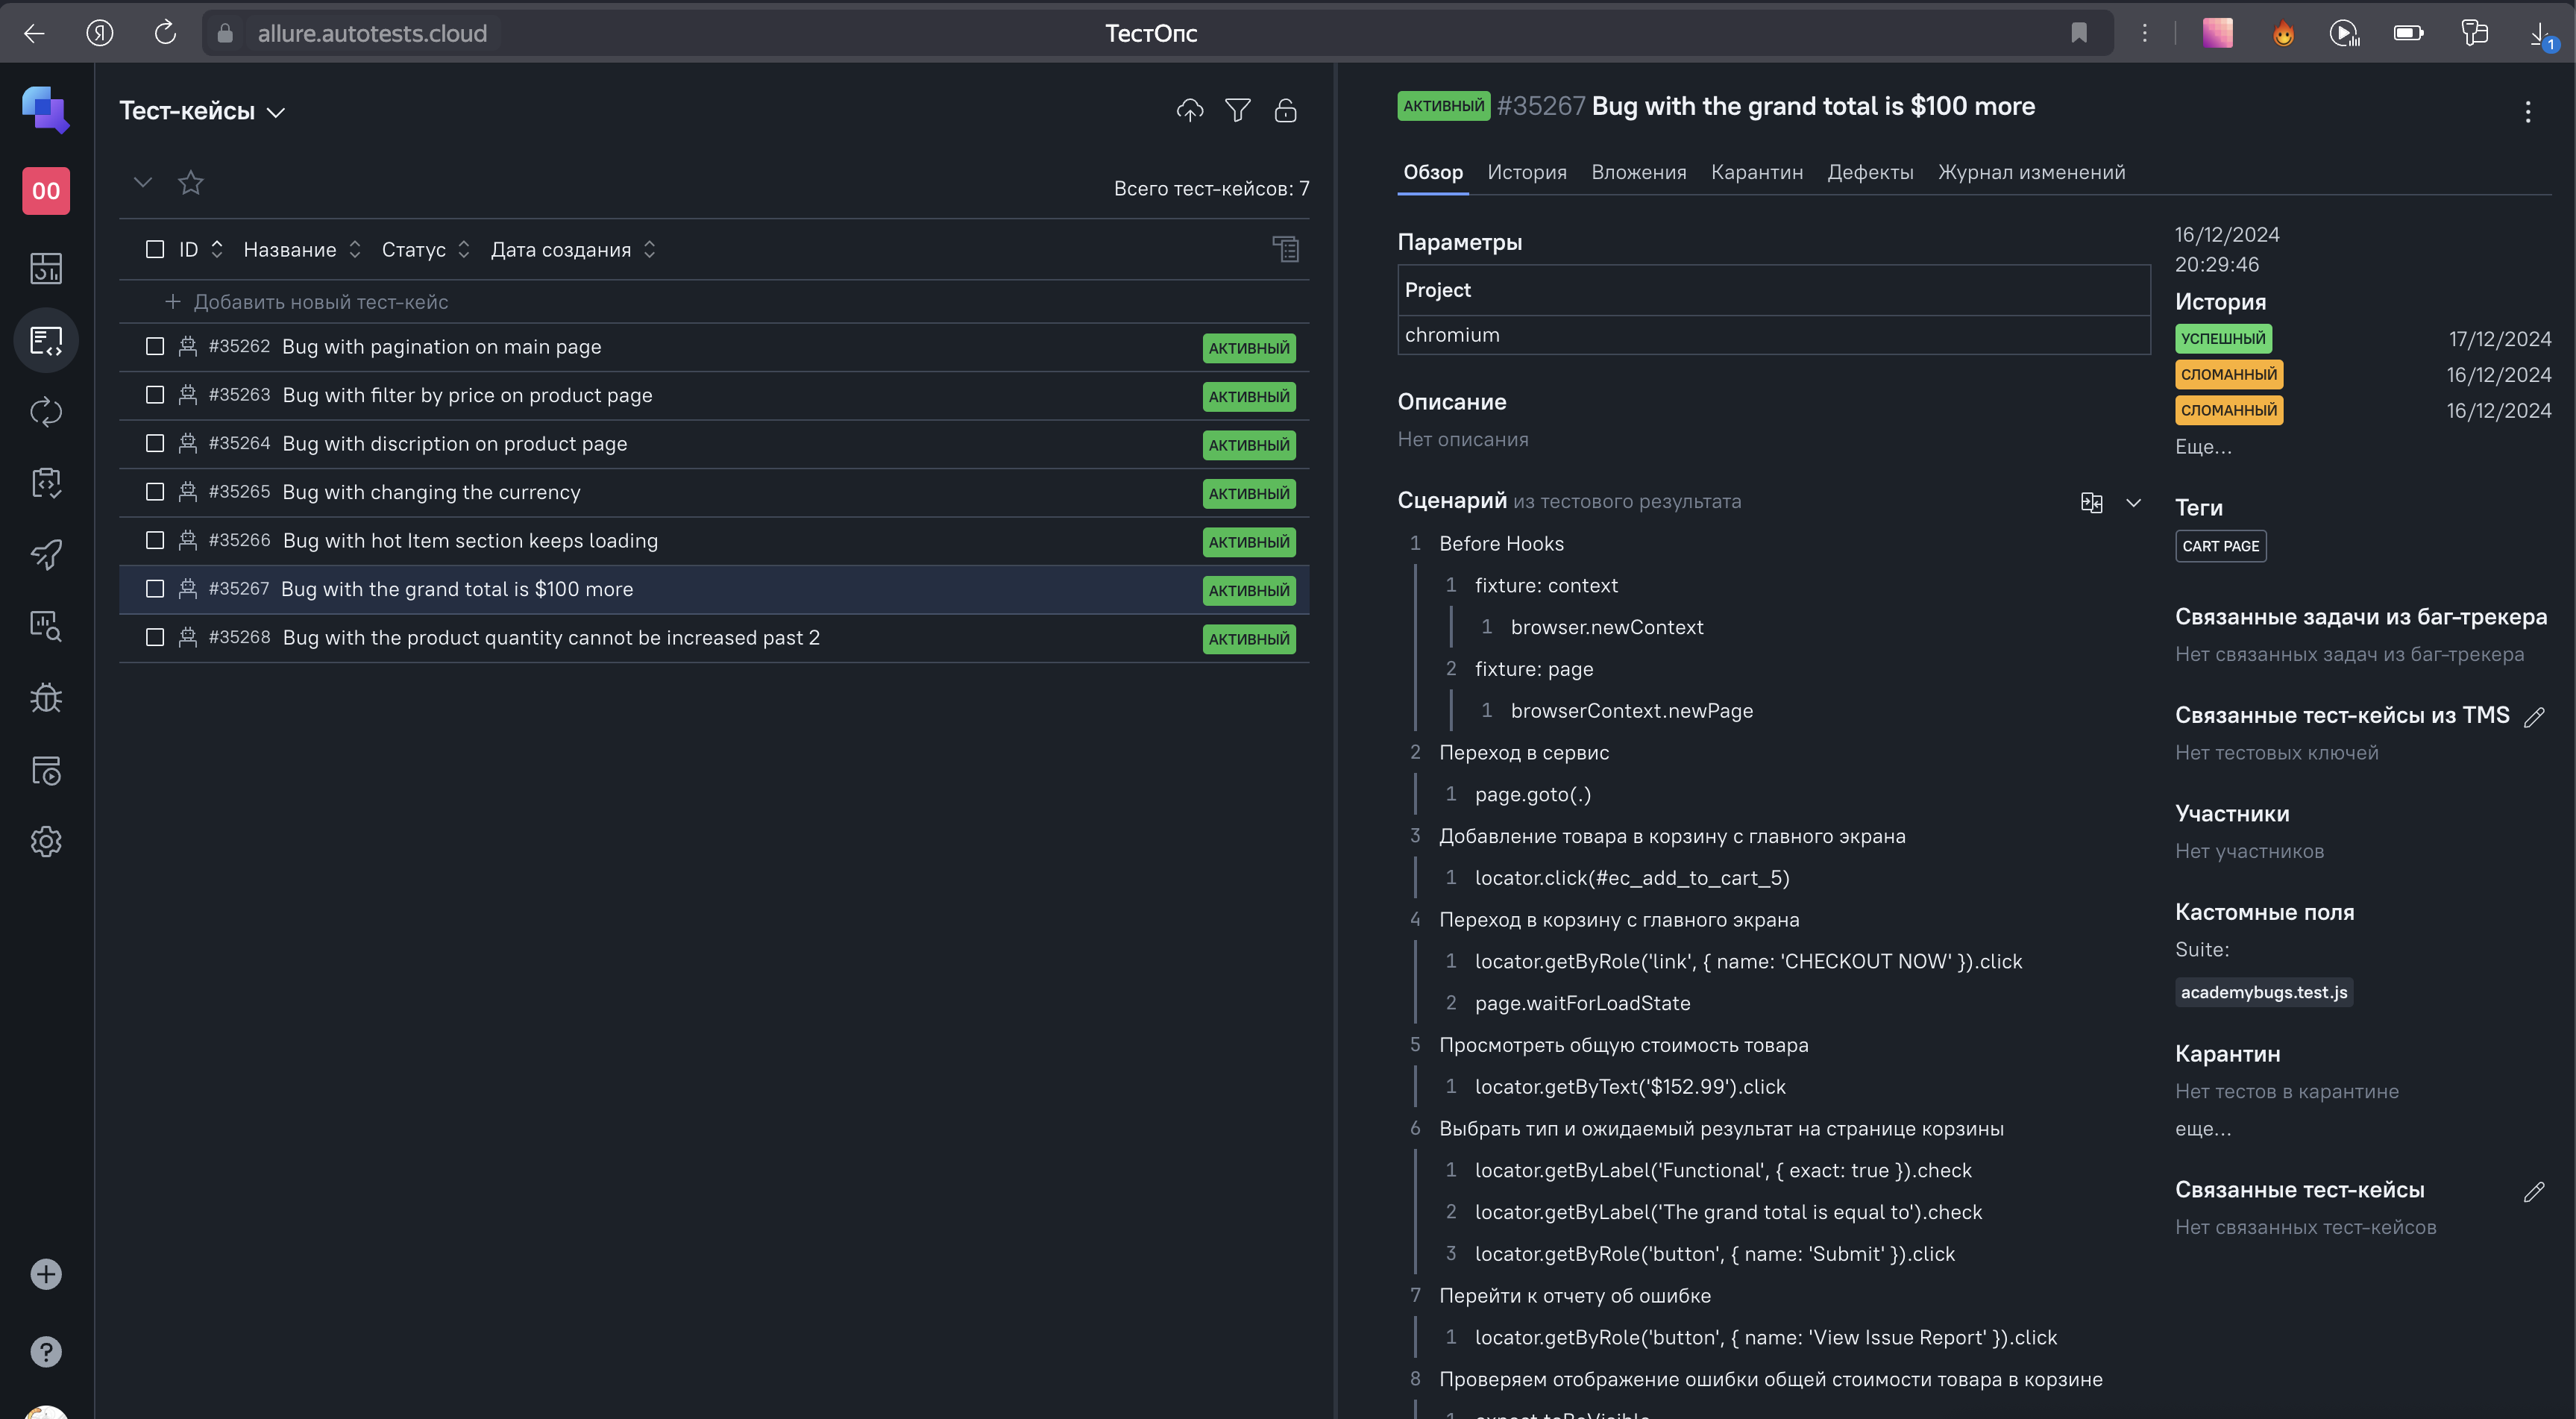 allure.autotests.cloud
ТестОпс
1
00
Тест-кейсы
Всего тест-кейсов: 7
ID Название Статус Дата создания
+ Добавить новый тест-кейс
#35262 Bug with pagination on main page АКТИВНЫЙ
#35263 Bug with filter by price on product page АКТИВНЫЙ
#35264 Bug with discription on product page АКТИВНЫЙ
#35265 Bug with changing the currency АКТИВНЫЙ
#35266 Bug with hot Item section keeps loading АКТИВНЫЙ
#35267 Bug with the grand total is $100 more АКТИВНЫЙ
#35268 Bug with the product quantity cannot be increased past 2 АКТИВНЫЙ
АКТИВНЫЙ #35267 Bug with the grand total is $100 more
Обзор История Вложения Карантин Дефекты Журнал изменений
Параметры
Project
chromium
Описание
Нет описания
Сценарий из тестового результата
1 Before Hooks
1 fixture: context
1 browser.newContext
2 fixture: page
1 browserContext.newPage
2 Переход в сервис
1 page.goto(.)
3 Добавление товара в корзину с главного экрана
1 locator.click(#ec_add_to_cart_5)
4 Переход в корзину с главного экрана
1 locator.getByRole('link', { name: 'CHECKOUT NOW' }).click
2 page.waitForLoadState
5 Просмотреть общую стоимость товара
1 locator.getByText('$152.99').click
6 Выбрать тип и ожидаемый результат на странице корзины
1 locator.getByLabel('Functional', { exact: true }).check
2 locator.getByLabel('The grand total is equal to').check
3 locator.getByRole('button', { name: 'Submit' }).click
7 Перейти к отчету об ошибке
1 locator.getByRole('button', { name: 'View Issue Report' }).click
8 Проверяем отображение ошибки общей стоимости товара в корзине
1 expect.toBeVisible
16/12/2024
20:29:46
История
УСПЕШНЫЙ 17/12/2024
СЛОМАННЫЙ 16/12/2024
СЛОМАННЫЙ 16/12/2024
Еще...
Теги
CART PAGE
Связанные задачи из баг-трекера
Нет связанных задач из баг-трекера
Связанные тест-кейсы из TMS
Нет тестовых ключей
Участники
Нет участников
Кастомные поля
Suite:
academybugs.test.js
Карантин
Нет тестов в карантине
еще...
Связанные тест-кейсы
Нет связанных тест-кейсов